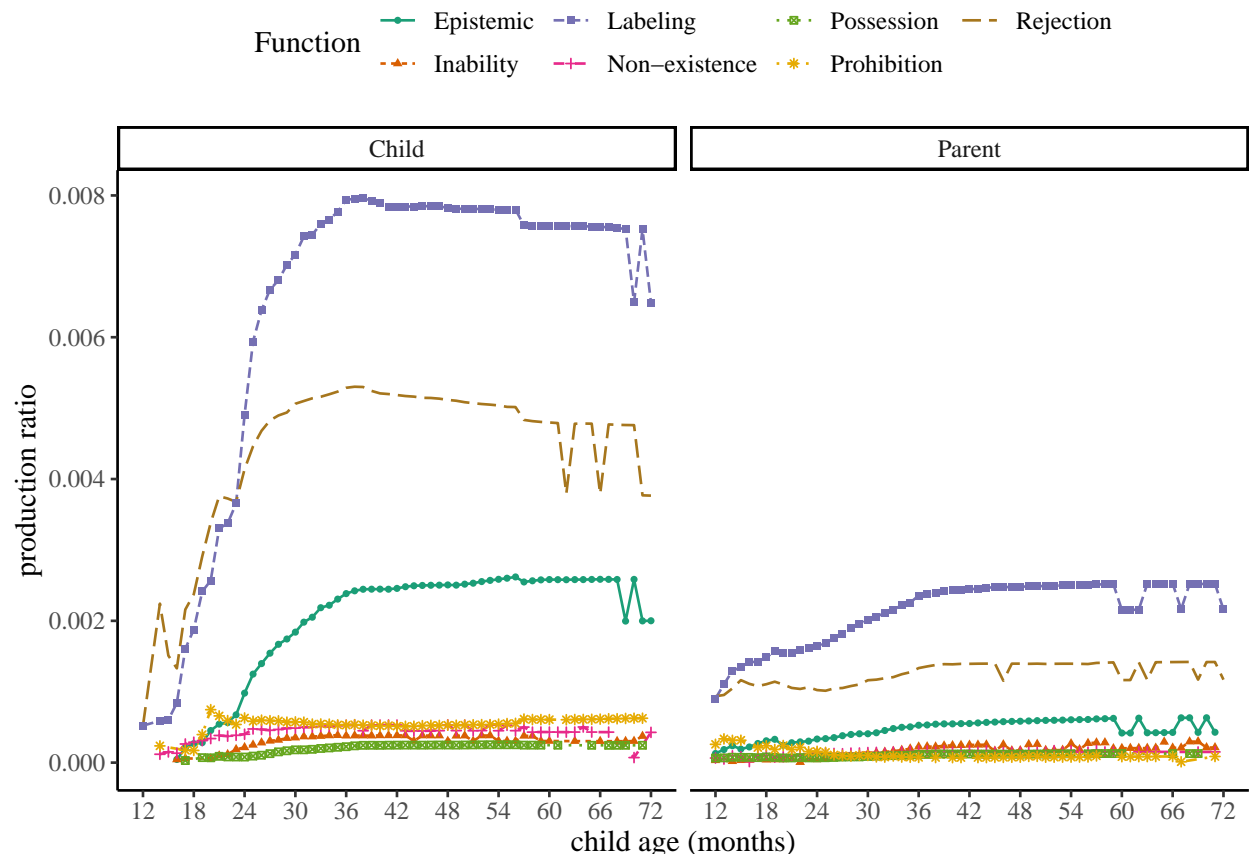 Function
Epistemic Labeling Possession Rejection
Inability Non−existence Prohibition
Child Parent
production ratio
0.008
0.006
0.004
0.002
0.000
12 18 24 30 36 42 48 54 60 66 72 12 18 24 30 36 42 48 54 60 66 72
child age (months)